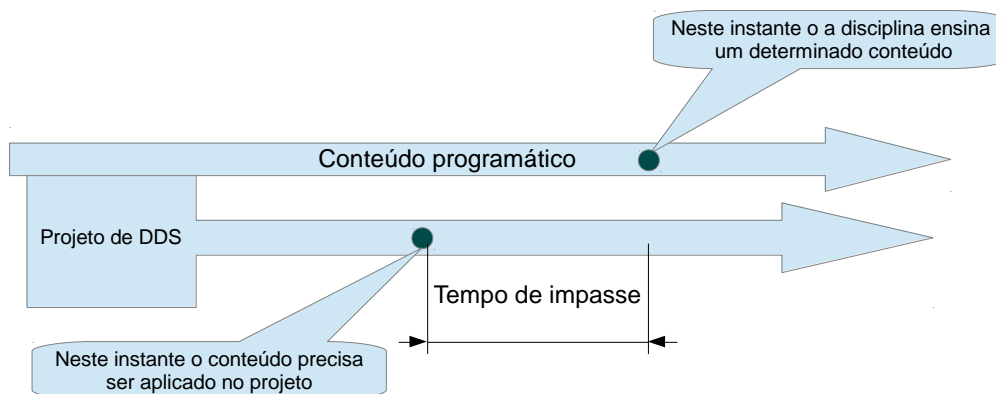 Neste instante o a disciplina ensina
um determinado conteúdo
Conteúdo programático
Projeto de DDS
Tempo de impasse
Neste instante o conteúdo precisa
ser aplicado no projeto